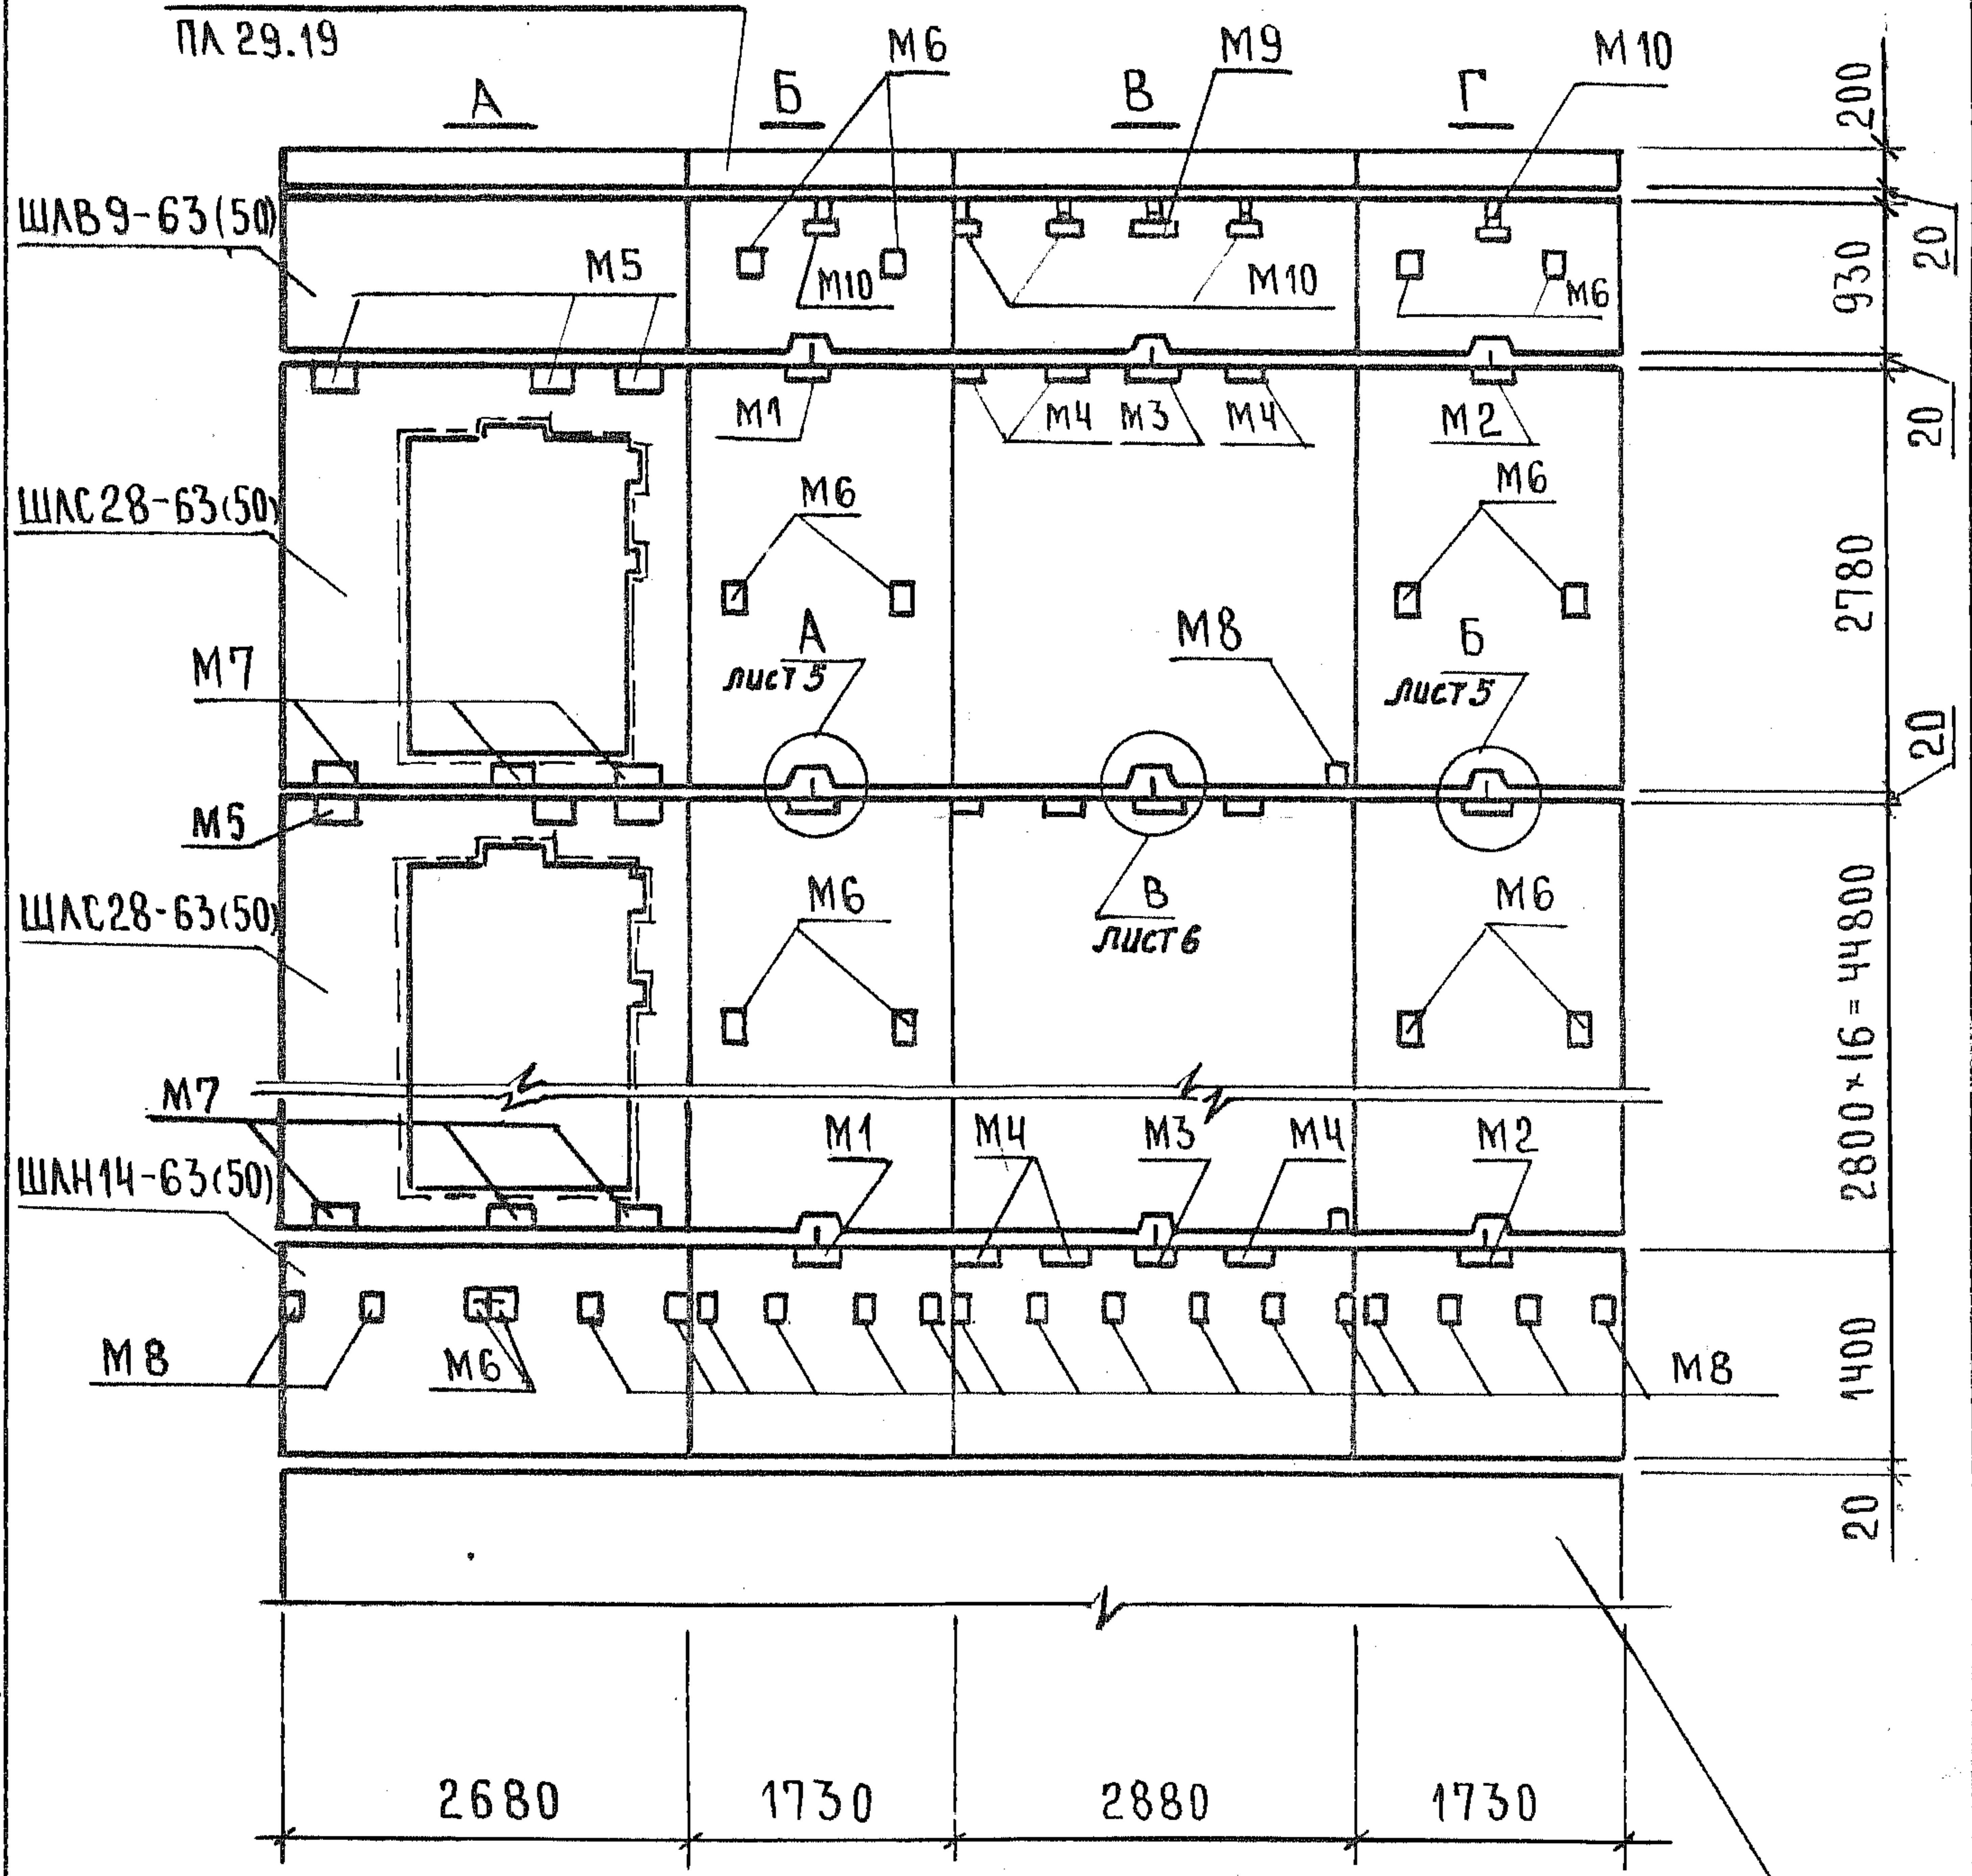 ПЛ 29.19
М6
М9
М10
А
Б
В
Г
200
ШЛВ9-63(50)
20
М5
М10
М10
М6
930
М1
М4
М3
М4
М2
20
ШЛС28-63(50)
М6
М6
2780
А
лист 5
М8
Б
лист 5
М7
20
М5
ШЛС28-63(50)
М6
В
лист 6
М6
2800×16=44800
М7
М1
М4
М3
М4
М2
ШЛН14-63(50)
М8
М6
М8
1400
20
2680
1730
2880
1730